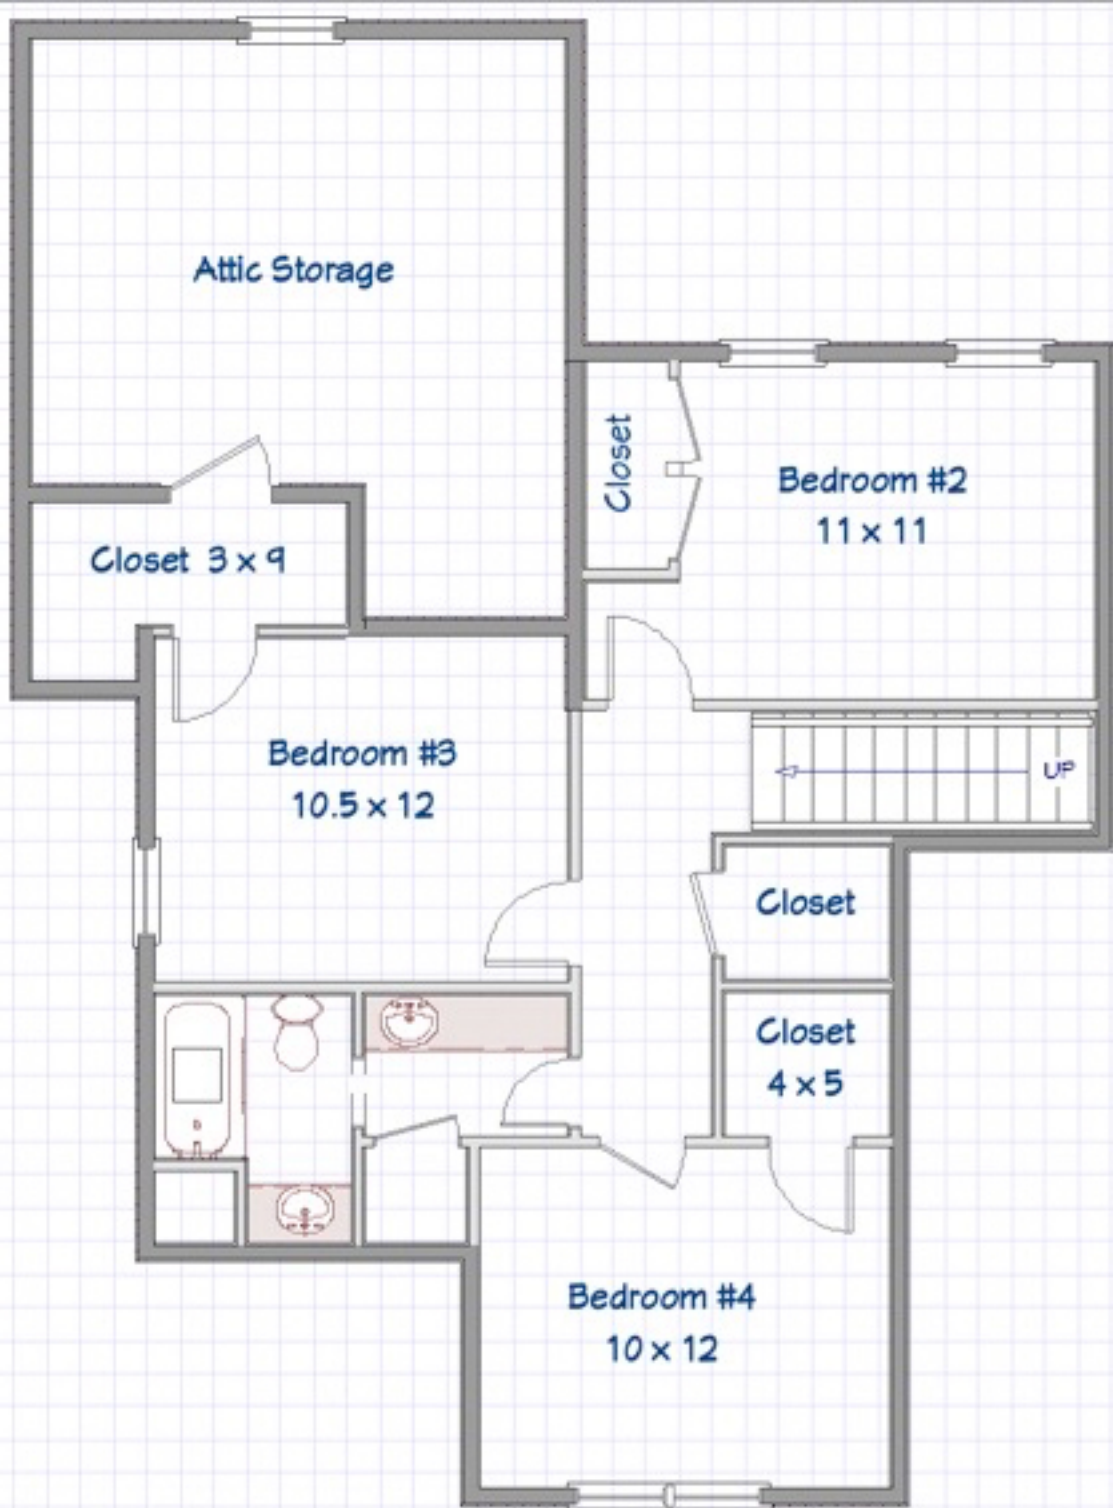 Attic Storage
Closet
Bedroom #2
11 x 11
Closet 3 x 9
Bedroom #3
10.5 x 12
UP
Closet
Closet
4 x 5
Bedroom #4
10 x 12